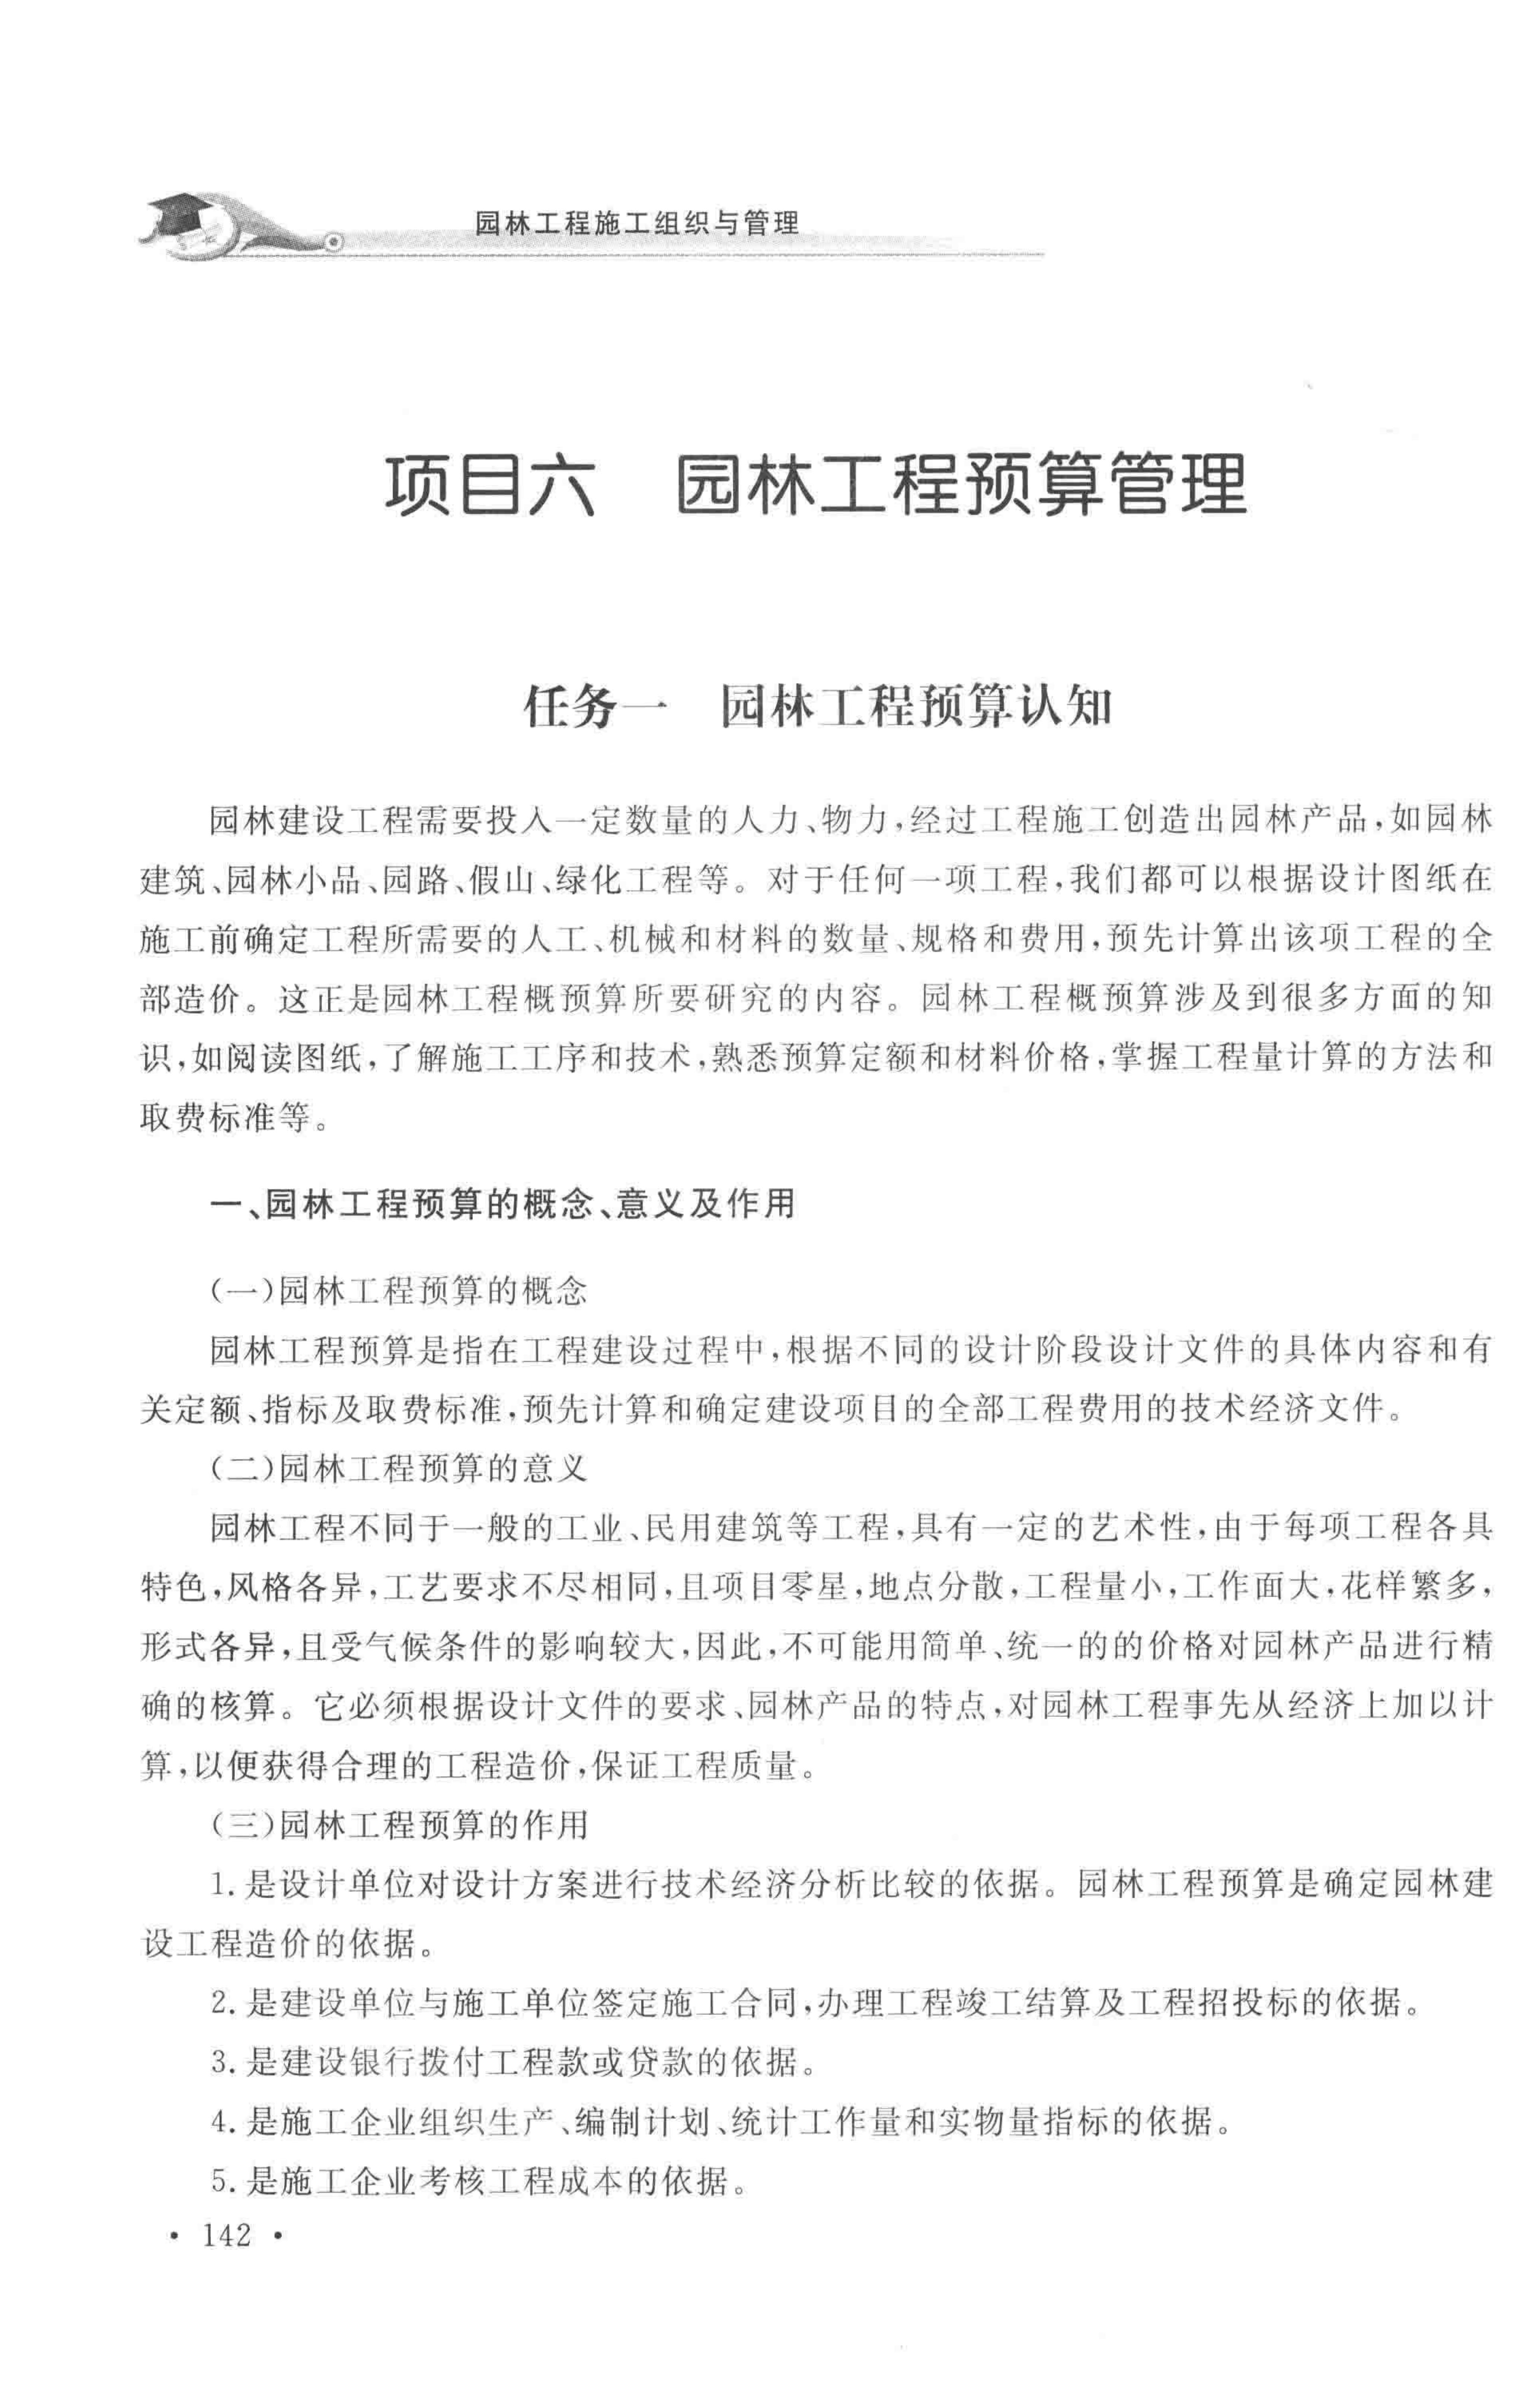 园林工程施工组织与管理
项目六　园林工程预算管理
任务一　园林工程预算认知
园林建设工程需要投入一定数量的人力、物力,经过工程施工创造出园林产品,如园林
建筑、园林小品、园路、假山、绿化工程等。对于任何一项工程,我们都可以根据设计图纸在
施工前确定工程所需要的人工、机械和材料的数量、规格和费用,预先计算出该项工程的全
部造价。这正是园林工程概预算所要研究的内容。园林工程概预算涉及到很多方面的知
识,如阅读图纸,了解施工工序和技术,熟悉预算定额和材料价格,掌握工程量计算的方法和
取费标准等。
一、园林工程预算的概念、意义及作用
(一)园林工程预算的概念
园林工程预算是指在工程建设过程中,根据不同的设计阶段设计文件的具体内容和有
关定额、指标及取费标准,预先计算和确定建设项目的全部工程费用的技术经济文件。
(二)园林工程预算的意义
园林工程不同于一般的工业、民用建筑等工程,具有一定的艺术性,由于每项工程各具
特色,风格各异,工艺要求不尽相同,且项目零星,地点分散,工程量小,工作面大,花样繁多,
形式各异,且受气候条件的影响较大,因此,不可能用简单、统一的的价格对园林产品进行精
确的核算。它必须根据设计文件的要求、园林产品的特点,对园林工程事先从经济上加以计
算,以便获得合理的工程造价,保证工程质量。
(三)园林工程预算的作用
1. 是设计单位对设计方案进行技术经济分析比较的依据。园林工程预算是确定园林建
设工程造价的依据。
2. 是建设单位与施工单位签定施工合同,办理工程竣工结算及工程招投标的依据。
3. 是建设银行拨付工程款或贷款的依据。
4. 是施工企业组织生产、编制计划、统计工作量和实物量指标的依据。
5. 是施工企业考核工程成本的依据。
· 142 ·